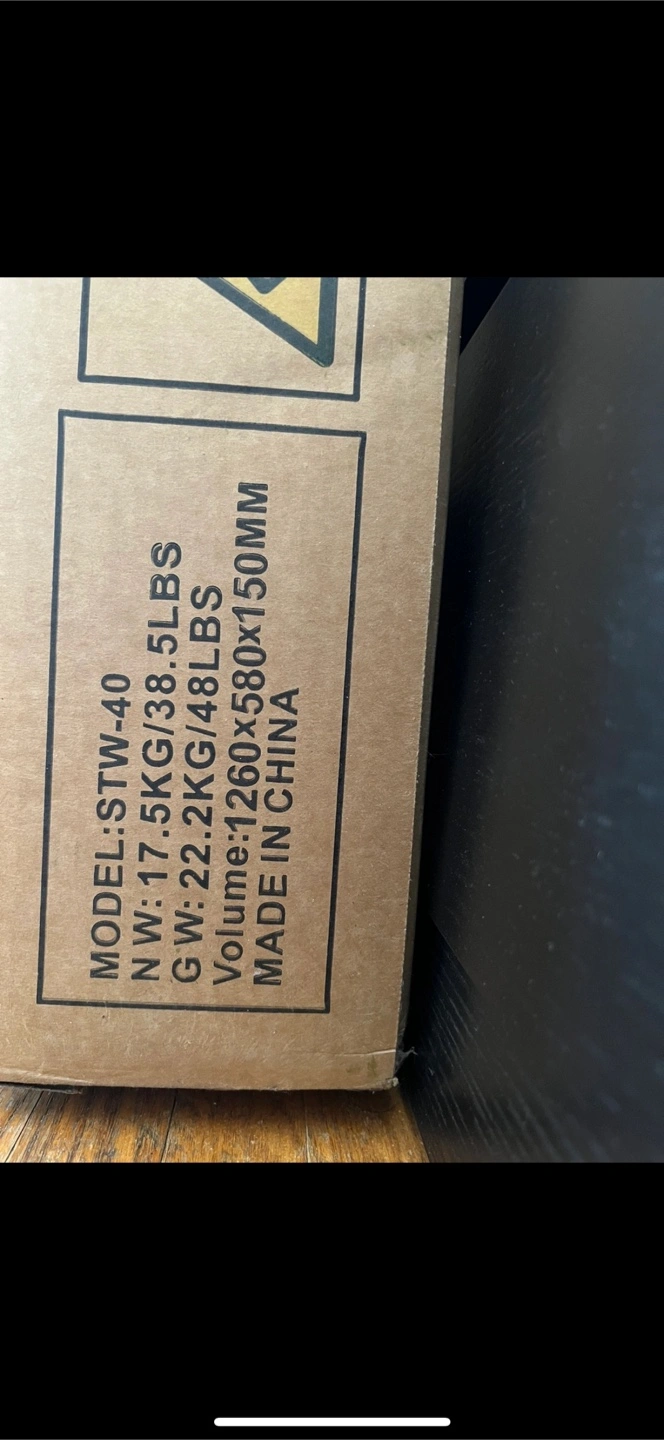 MODEL:STW-40
N W: 17.5KG/38.5LBS
G W: 22.2KG/48LBS
Volume:1260x580x150MM
MADE IN CHINA